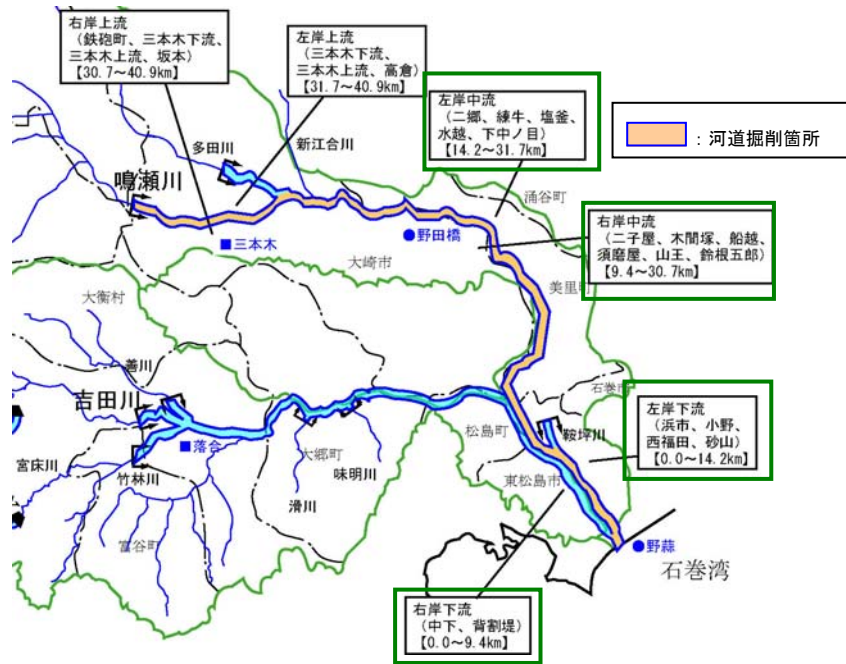 右岸上流
(鉄砲町、三本木下流、
三本木上流、坂本)
【30.7～40.9km】
左岸上流
(三本木下流、
三本木上流、高倉)
【31.7～40.9km】
左岸中流
(二郷、練牛、塩釜、
水越、下中ノ目)
【14.2～31.7km】
：河道掘削箇所
多田川
新江合川
鳴瀬川
涌谷町
三本木
野田橋
大崎市
右岸中流
(二子屋、木間塚、船越、
須磨屋、山王、鈴根五郎)
【9.4～30.7km】
美里町
大衡村
善川
吉田川
石巻市
左岸下流
(浜市、小野、
西福田、砂山)
【0.0～14.2km】
松島町
鞍坪川
落合
大郷町
味明川
宮床川
竹林川
滑川
東松島市
富谷町
野蒜
石巻湾
右岸下流
(中下、背割堤)
【0.0～9.4km】